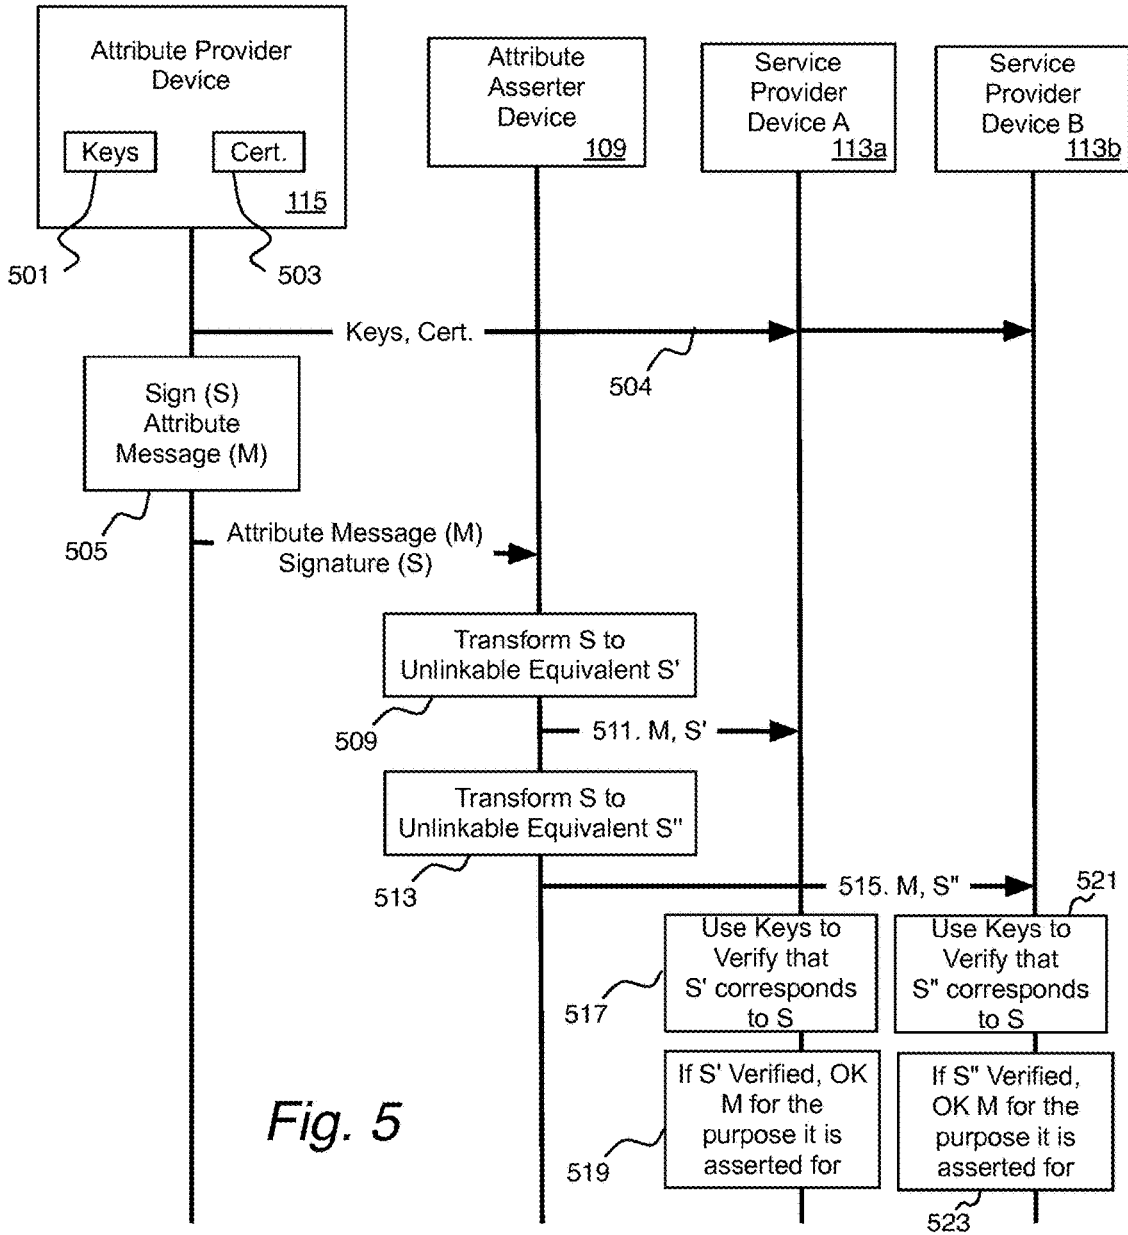 Attribute Provider
Device
Keys
Cert.
115
501
503
Attribute
Asserter
Device
109
Service
Provider
Device A
113a
Service
Provider
Device B
113b
Keys, Cert.
504
Sign (S)
Attribute
Message (M)
505
Attribute Message (M)
Signature (S)
Transform S to
Unlinkable Equivalent S'
509
511. M, S'
Transform S to
Unlinkable Equivalent S"
513
515. M, S"
521
Use Keys to
Verify that
S' corresponds
to S
517
Use Keys to
Verify that
S" corresponds
to S
If S' Verified, OK
M for the
purpose it is
asserted for
519
If S" Verified,
OK M for the
purpose it is
asserted for
523
Fig. 5